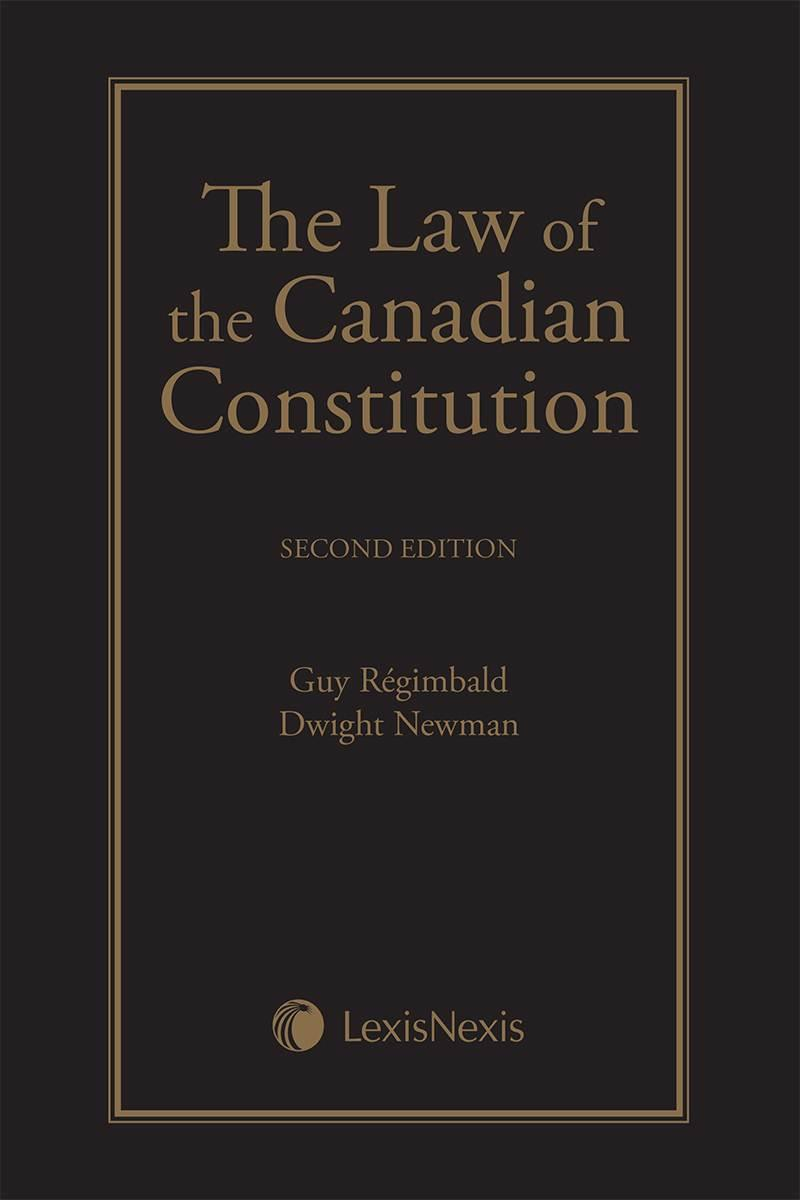 The Law of
the Canadian
Constitution
SECOND EDITION
Guy Régimbald
Dwight Newman
LexisNexis